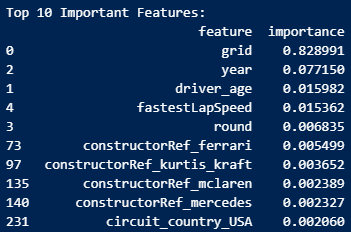 Top 10 Important Features:
feature importance
0 grid 0.828991
2 year 0.077150
1 driver_age 0.015982
4 fastestLapSpeed 0.015362
3 round 0.006835
73 constructorRef_ferrari 0.005499
97 constructorRef_kurtis_kraft 0.003652
135 constructorRef_mclaren 0.002389
140 constructorRef_mercedes 0.002327
231 circuit_country_USA 0.002060